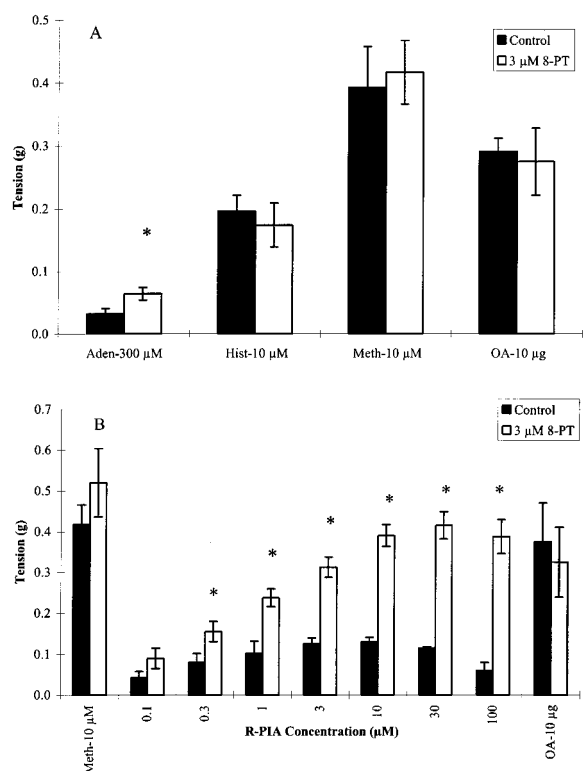 A
Control
3 µM 8-PT
Tension (g)
0.4
0.3
0.2
0.1
0.0
*
Aden-300 µM
Hist-10 µM
Meth-10 µM
OA-10 µg
B
Control
3 µM 8-PT
Tension (g)
0.7
0.6
0.5
0.4
0.3
0.2
0.1
0.0
*
*
*
*
*
*
Meth-10 µM
0.1
0.3
1
3
10
30
100
OA-10 µg
R-PIA Concentration (µM)